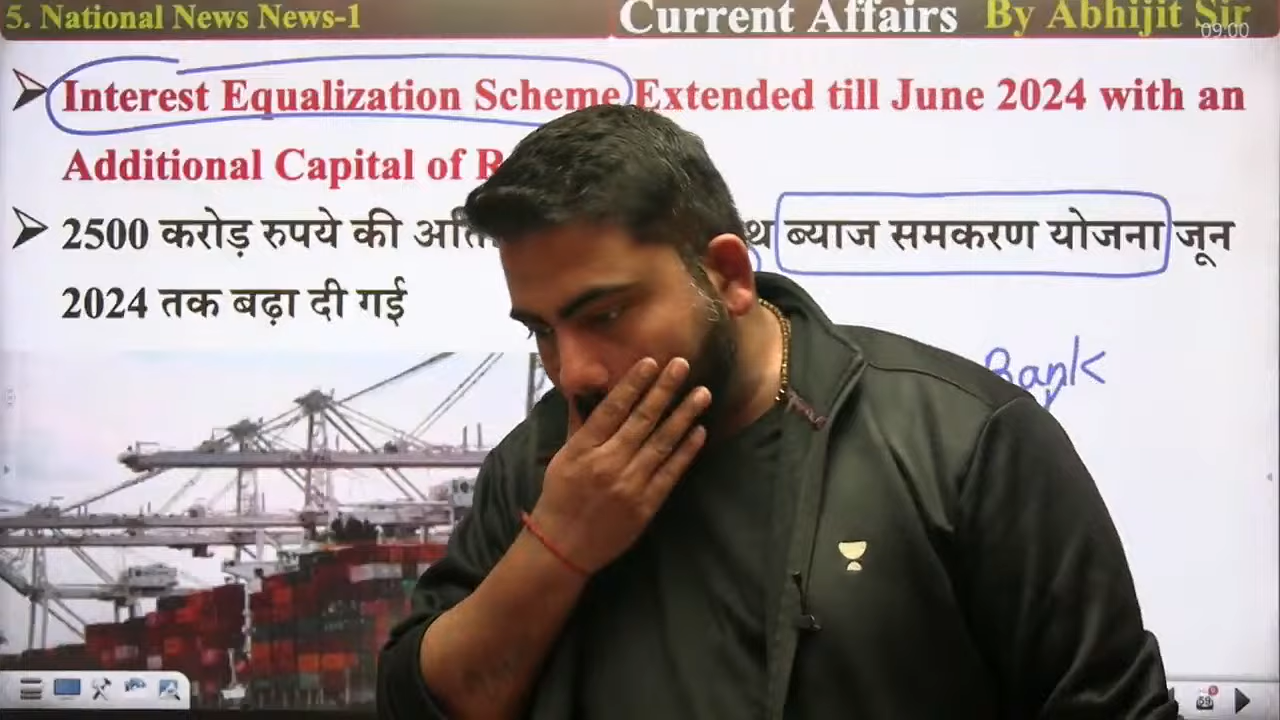 5. National News News-1
Current Affairs By Abhijit Sir
09:00
Interest Equalization Scheme Extended till June 2024 with an
Additional Capital of
2500 करोड़ रुपये की ब्याज समकरण योजना जून
2024 तक बढ़ा दी गई
Bank